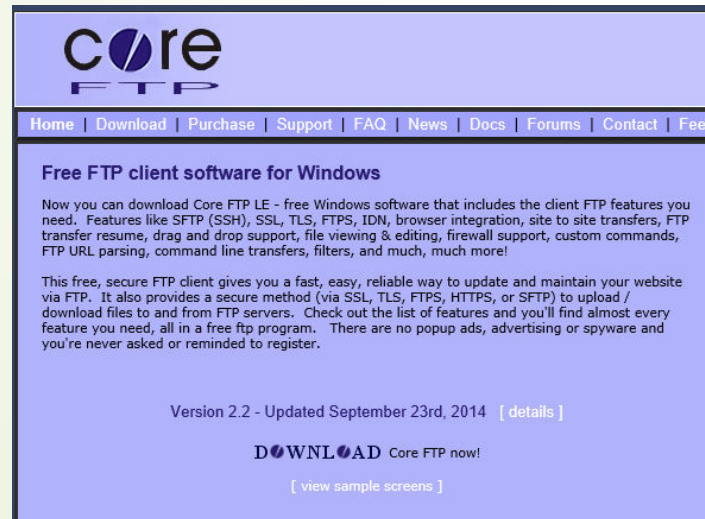 core
FTP
Home | Download | Purchase | Support | FAQ | News | Docs | Forums | Contact | Fee
Free FTP client software for Windows
Now you can download Core FTP LE - free Windows software that includes the client FTP features you
need. Features like SFTP (SSH), SSL, TLS, FTPS, IDN, browser integration, site to site transfers, FTP
transfer resume, drag and drop support, file viewing & editing, firewall support, custom commands,
FTP URL parsing, command line transfers, filters, and much, much more!
This free, secure FTP client gives you a fast, easy, reliable way to update and maintain your website
via FTP. It also provides a secure method (via SSL, TLS, FTPS, HTTPS, or SFTP) to upload /
download files to and from FTP servers. Check out the list of features and you'll find almost every
feature you need, all in a free ftp program. There are no popup ads, advertising or spyware and
you're never asked or reminded to register.
Version 2.2 - Updated September 23rd, 2014 [ details ]
DOWNLOAD Core FTP now!
[ view sample screens ]